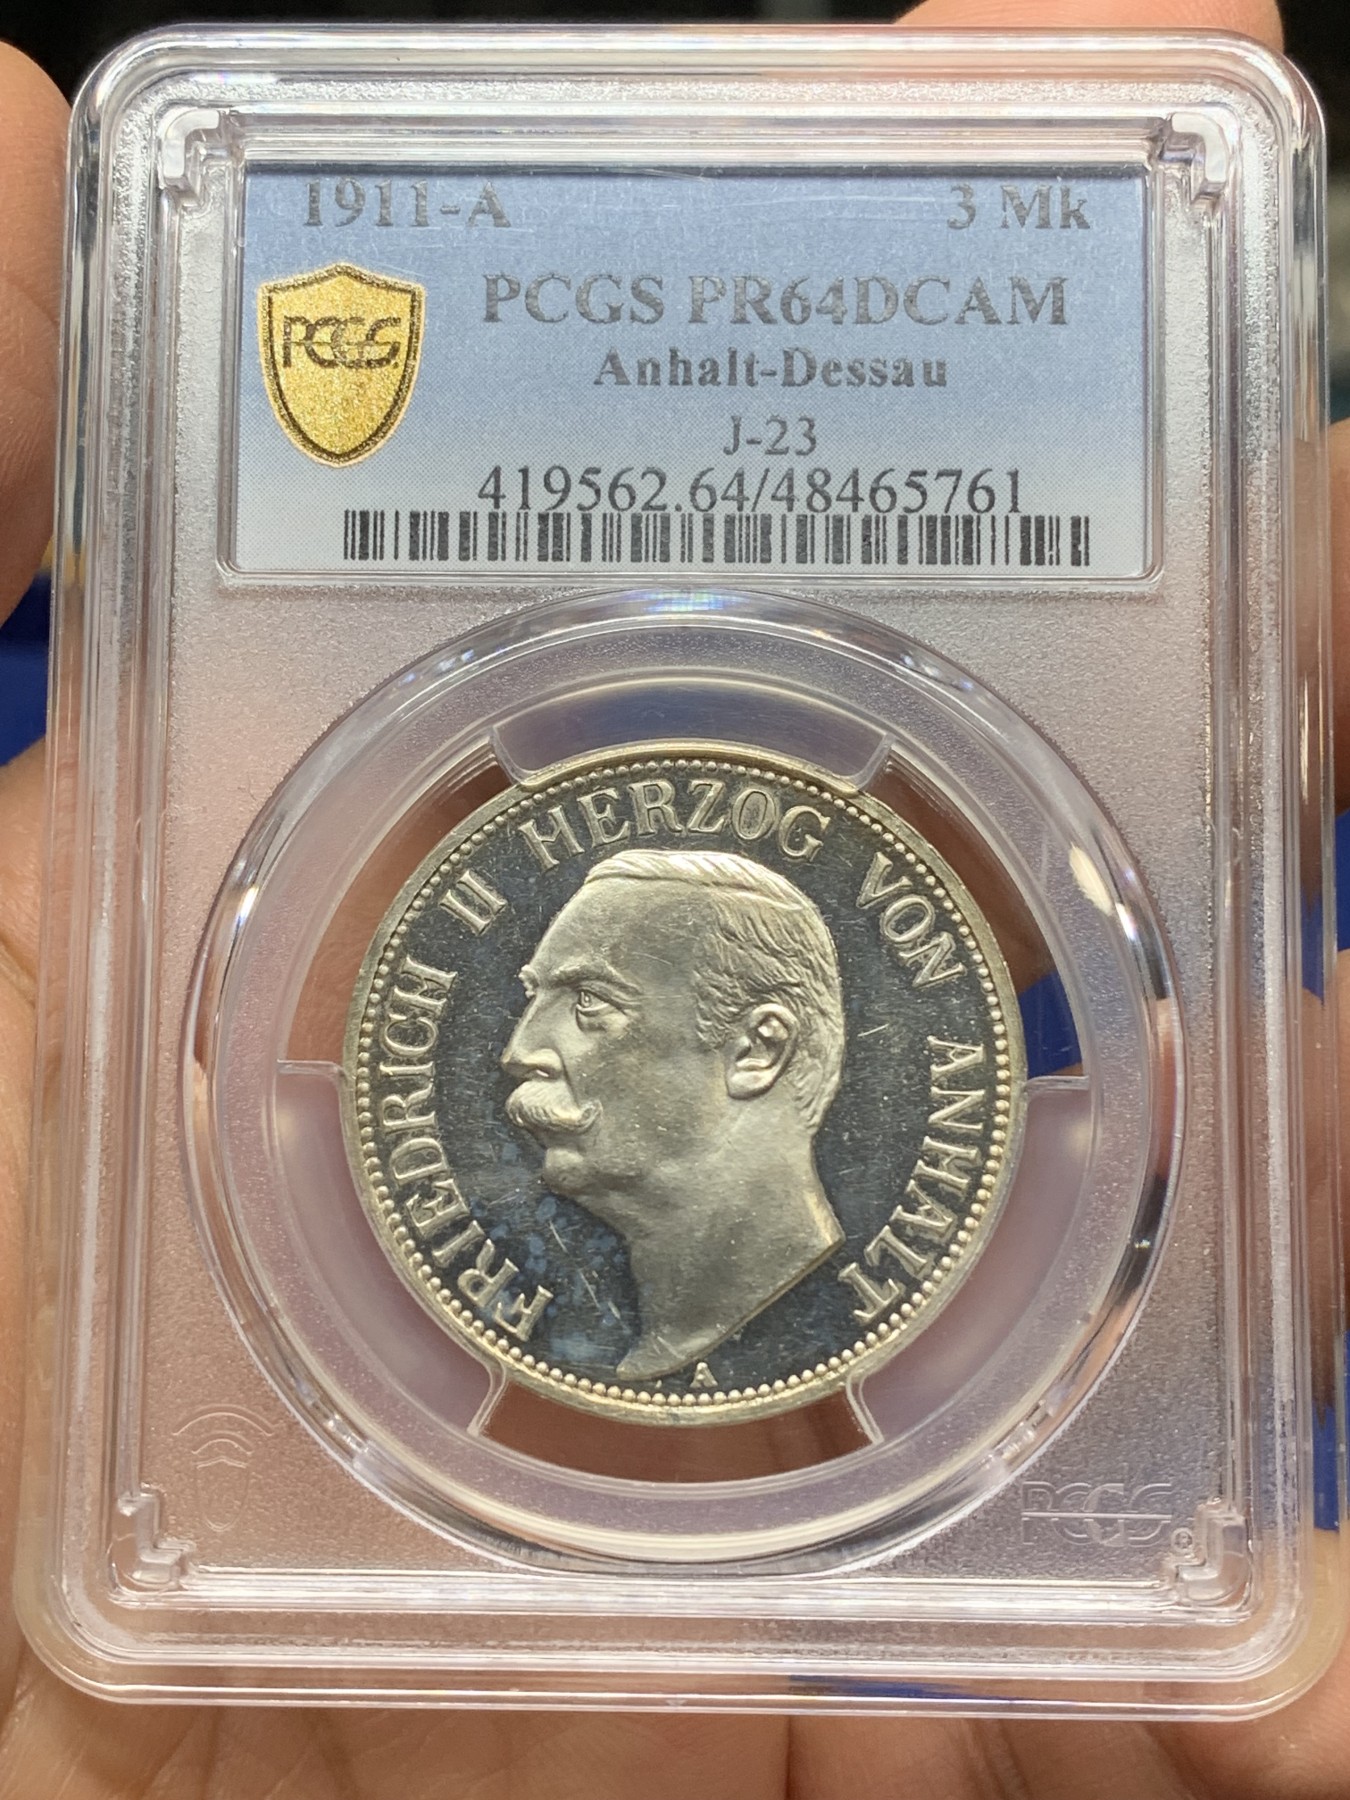 1911-A 3 Mk
PCGS PR64DCAM
PCGS
Anhalt-Dessau
J-23
419562.64/48465761
FRIEDRICH II HERZOG VON ANHALT
A
PCGS